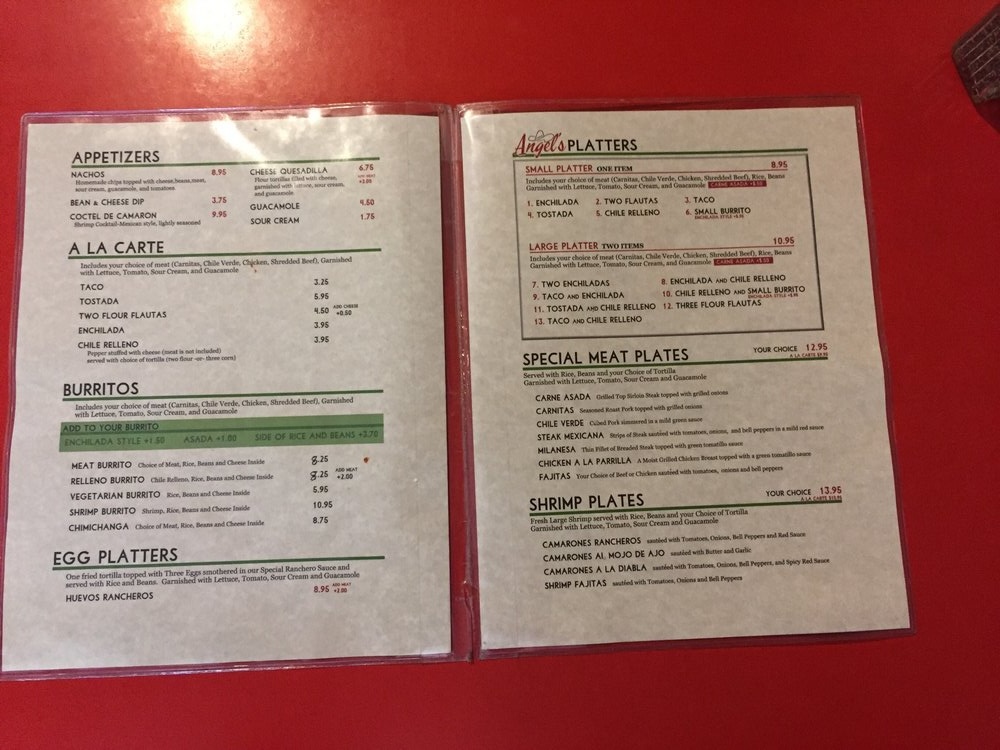 APPETIZERS
NACHOS 8.95
Homemade chips topped with cheese, beans, meat,
sour cream, guacamole, and tomatoes
BEAN & CHEESE DIP 3.75
COCTEL DE CAMARON 9.95
Shrimp Cocktail-Mexican style, lightly seasoned
CHEESE QUESADILLA 6.75
Flour tortillas filled with cheese,
garnished with lettuce, sour cream,
and guacamole
ADD MEAT
+2.00
GUACAMOLE 4.50
SOUR CREAM 1.75
A LA CARTE
Includes your choice of meat (Carnitas, Chile Verde, Chicken, Shredded Beef), Garnished
with Lettuce, Tomato, Sour Cream, and Guacamole
TACO 3.25
TOSTADA 5.95
TWO FLOUR FLAUTAS 4.50 ADD CHEESE +0.50
ENCHILADA 3.95
CHILE RELLENO 3.95
Pepper stuffed with cheese (meat is not included)
served with choice of tortilla (two flour -or- three corn)
BURRITOS
Includes your choice of meat (Carnitas, Chile Verde, Chicken, Shredded Beef), Garnished
with Lettuce, Tomato, Sour Cream, and Guacamole
ADD TO YOUR BURRITO
ENCHILADA STYLE +1.50 ASADA +1.00 SIDE OF RICE AND BEANS +2.70
MEAT BURRITO Choice of Meat, Rice, Beans and Cheese Inside 8.25
RELLENO BURRITO Chile Relleno, Rice, Beans and Cheese Inside 8.25 ADD MEAT +2.00
VEGETARIAN BURRITO Rice, Beans and Cheese Inside 5.95
SHRIMP BURRITO Shrimp, Rice, Beans and Cheese Inside 10.95
CHIMICHANGA Choice of Meat, Rice, Beans and Cheese Inside 8.75
EGG PLATTERS
One fried tortilla topped with Three Eggs smothered in our Special Ranchero Sauce and
served with Rice and Beans. Garnished with Lettuce, Tomato, Sour Cream and Guacamole
HUEVOS RANCHEROS 8.95 ADD MEAT +2.00
Angel's PLATTERS
SMALL PLATTER ONE ITEM 8.95
Includes your choice of meat (Carnitas, Chile Verde, Chicken, Shredded Beef), Rice, Beans
Garnished with Lettuce, Tomato, Sour Cream, and Guacamole CARNE ASADA +1.50
1. ENCHILADA 2. TWO FLAUTAS 3. TACO
4. TOSTADA 5. CHILE RELLENO 6. SMALL BURRITO
ENCHILADA STYLE
LARGE PLATTER TWO ITEMS 10.95
Includes your choice of meat (Carnitas, Chile Verde, Chicken, Shredded Beef), Rice, Beans
Garnished with Lettuce, Tomato, Sour Cream, and Guacamole CARNE ASADA +1.50
7. TWO ENCHILADAS 8. ENCHILADA AND CHILE RELLENO
9. TACO AND ENCHILADA 10. CHILE RELLENO AND SMALL BURRITO
ENCHILADA STYLE
11. TOSTADA AND CHILE RELLENO 12. THREE FLOUR FLAUTAS
13. TACO AND CHILE RELLENO
SPECIAL MEAT PLATES YOUR CHOICE 12.95
A LA CARTE
Served with Rice, Beans and your Choice of Tortilla
Garnished with Lettuce, Tomato, Sour Cream and Guacamole
CARNE ASADA Grilled Top Sirloin Steak topped with grilled onions
CARNITAS Seasoned Roast Pork topped with grilled onions
CHILE VERDE Cubed Pork simmered in a mild green sauce
STEAK MEXICANA Strips of Steak sautéed with tomatoes, onions, and bell peppers in a mild red sauce
MILANESA Thin Fillet of Breaded Steak topped with green tomatillo sauce
CHICKEN A LA PARRILLA A Moist Grilled Chicken Breast topped with a green tomatillo sauce
FAJITAS Your Choice of Beef or Chicken sautéed with tomatoes, onions and bell peppers
SHRIMP PLATES YOUR CHOICE 13.95
A LA CARTE
Fresh Large Shrimp served with Rice, Beans and your Choice of Tortilla
Garnished with Lettuce, Tomato, Sour Cream and Guacamole
CAMARONES RANCHEROS sautéed with Tomatoes, Onions, Bell Peppers and Red Sauce
CAMARONES AL MOJO DE AJO sautéed with Butter and Garlic
CAMARONES A LA DIABLA sautéed with Tomatoes, Onions, Bell Peppers, and Spicy Red Sauce
SHRIMP FAJITAS sautéed with Tomatoes, Onions and Bell Peppers